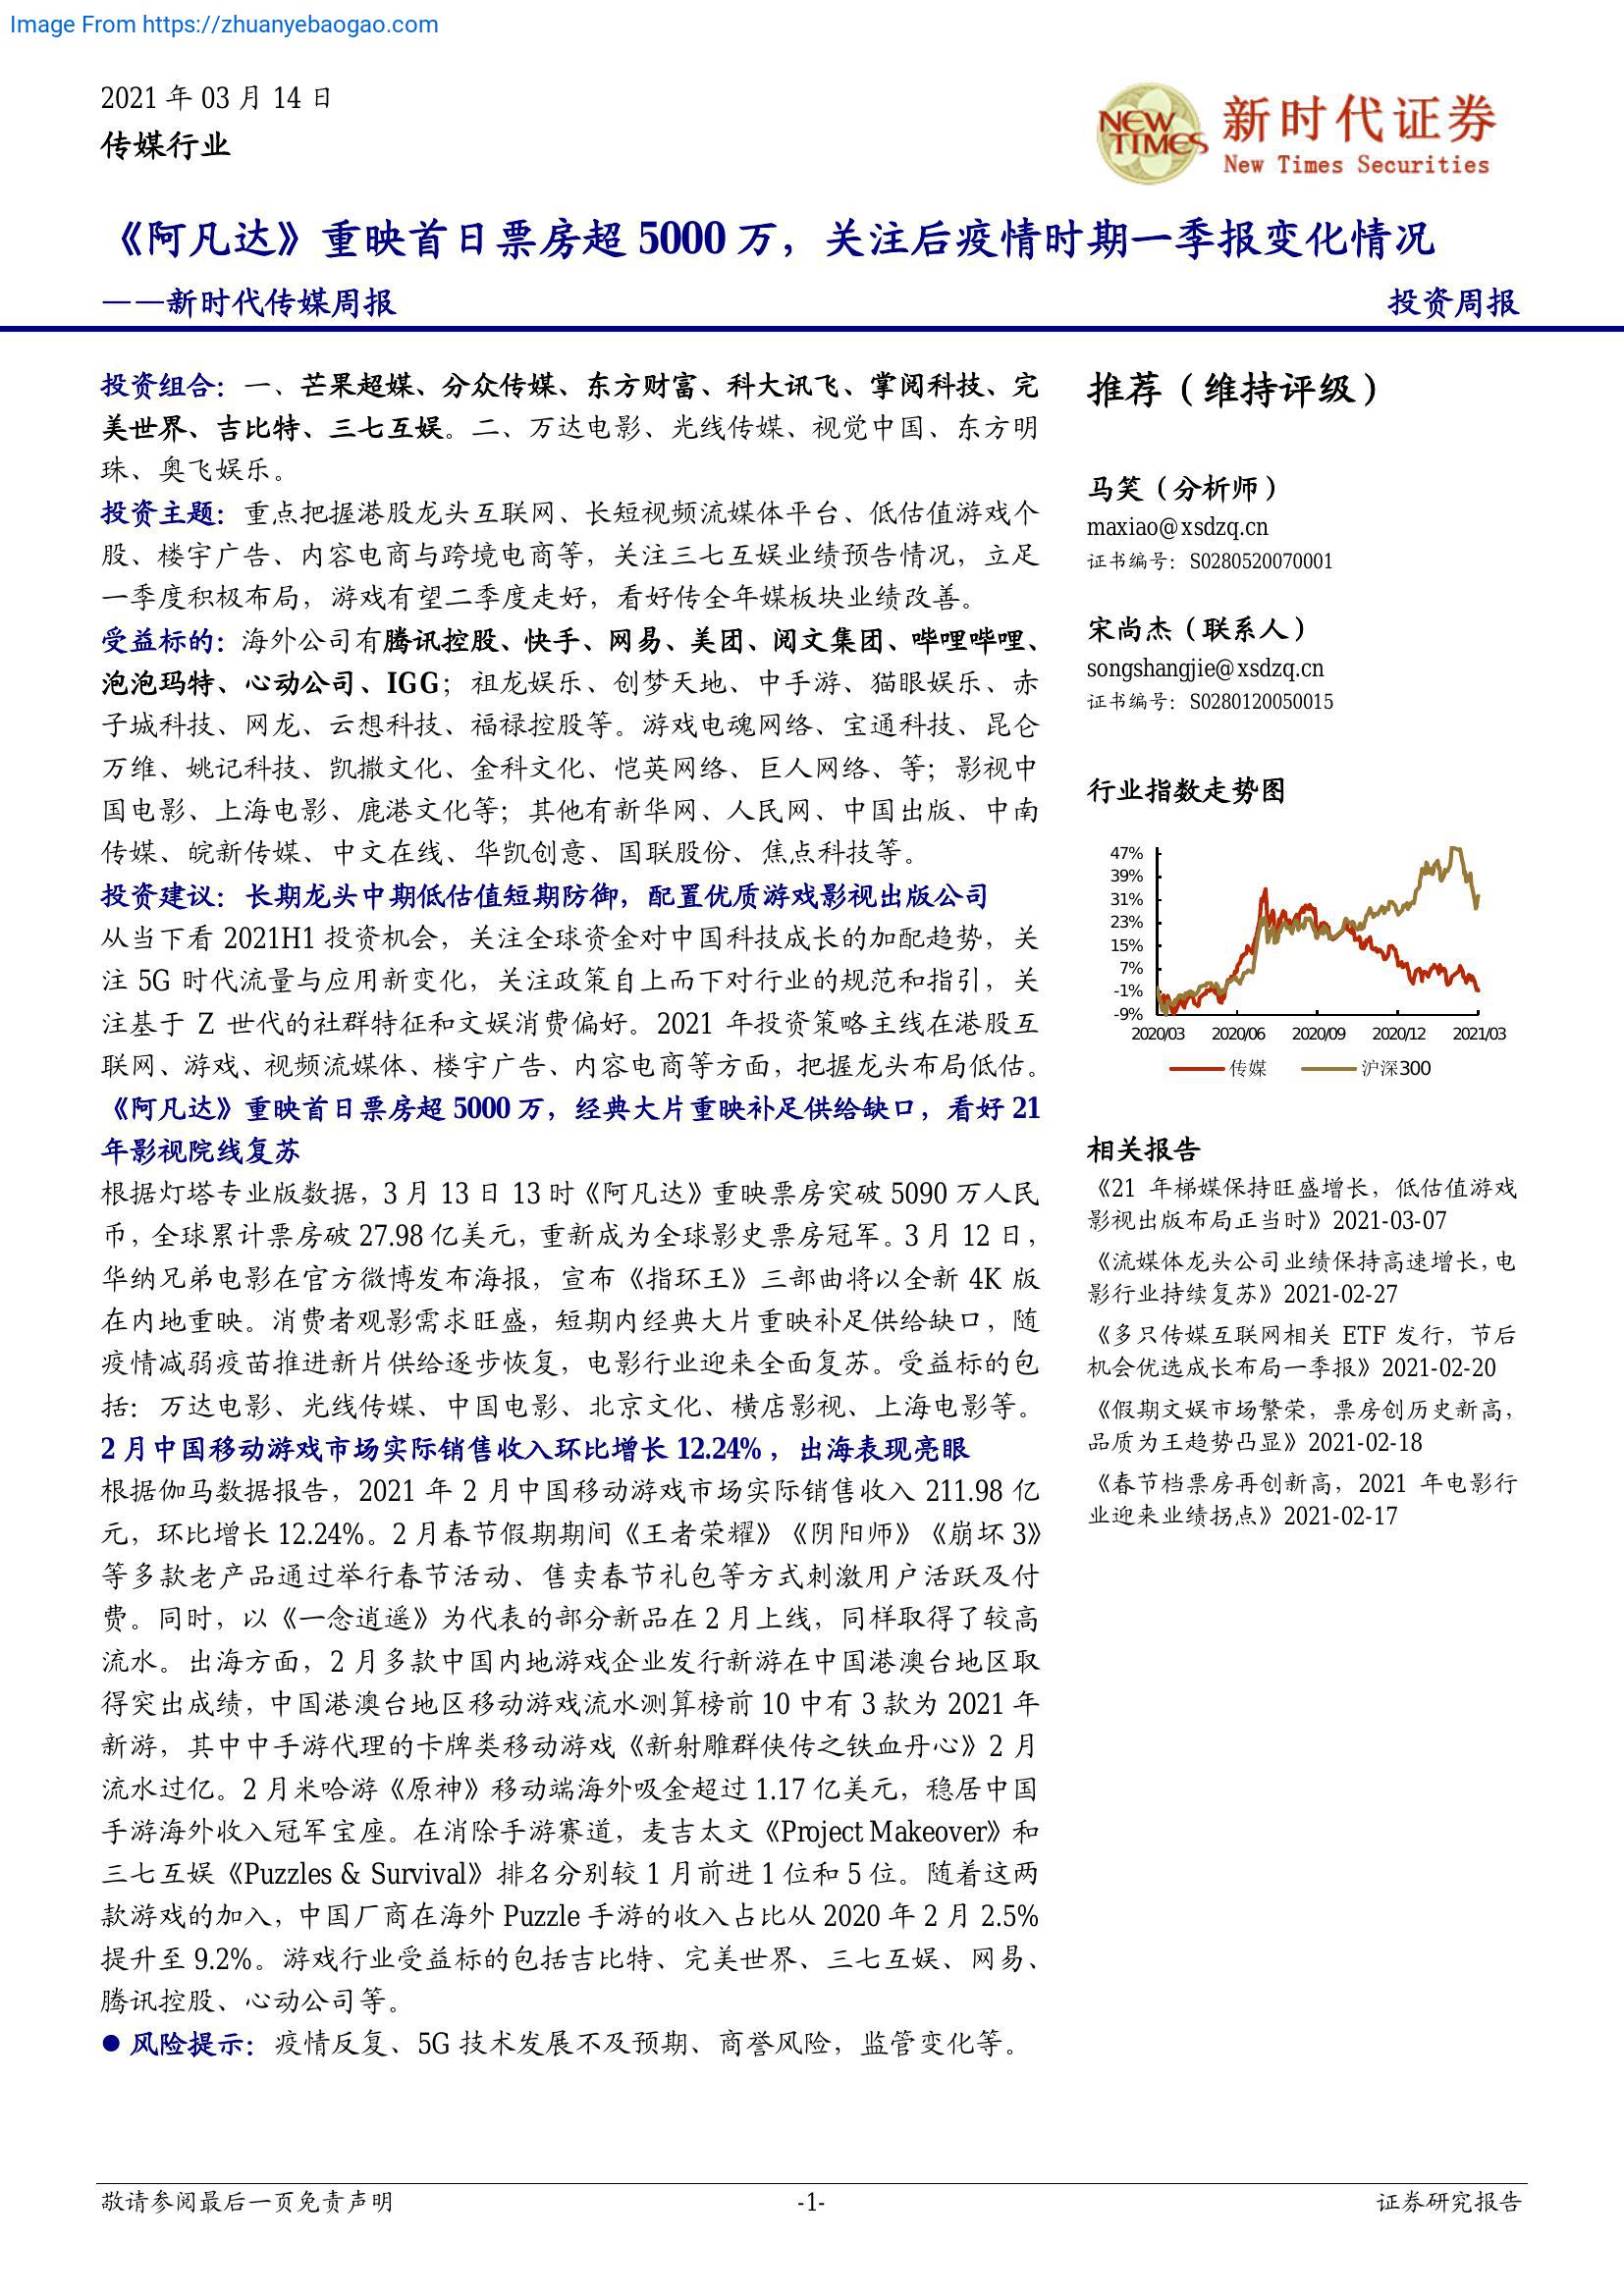 Image From https://zhuanyebaogao.com
2021 年 03 月 14 日
传媒行业
NEW TIMES
新时代证券
New Times Securities
《阿凡达》重映首日票房超 5000 万，关注后疫情时期一季报变化情况
——新时代传媒周报
投资周报
投资组合：一、芒果超媒、分众传媒、东方财富、科大讯飞、掌阅科技、完
美世界、吉比特、三七互娱。二、万达电影、光线传媒、视觉中国、东方明
珠、奥飞娱乐。
投资主题：重点把握港股龙头互联网、长短视频流媒体平台、低估值游戏个
股、楼宇广告、内容电商与跨境电商等，关注三七互娱业绩预告情况，立足
一季度积极布局，游戏有望二季度走好，看好传全年媒板块业绩改善。
受益标的：海外公司有腾讯控股、快手、网易、美团、阅文集团、哔哩哔哩、
泡泡玛特、心动公司、IGG；祖龙娱乐、创梦天地、中手游、猫眼娱乐、赤
子城科技、网龙、云想科技、福禄控股等。游戏电魂网络、宝通科技、昆仑
万维、姚记科技、凯撒文化、金科文化、恺英网络、巨人网络、等；影视中
国电影、上海电影、鹿港文化等；其他有新华网、人民网、中国出版、中南
传媒、皖新传媒、中文在线、华凯创意、国联股份、焦点科技等。
投资建议：长期龙头中期低估值短期防御，配置优质游戏影视出版公司
从当下看 2021H1 投资机会，关注全球资金对中国科技成长的加配趋势，关
注 5G 时代流量与应用新变化，关注政策自上而下对行业的规范和指引，关
注基于 Z 世代的社群特征和文娱消费偏好。2021 年投资策略主线在港股互
联网、游戏、视频流媒体、楼宇广告、内容电商等方面，把握龙头布局低估。
《阿凡达》重映首日票房超 5000 万，经典大片重映补足供给缺口，看好 21
年影视院线复苏
根据灯塔专业版数据，3 月 13 日 13 时《阿凡达》重映票房突破 5090 万人民
币，全球累计票房破 27.98 亿美元，重新成为全球影史票房冠军。3 月 12 日，
华纳兄弟电影在官方微博发布海报，宣布《指环王》三部曲将以全新 4K 版
在内地重映。消费者观影需求旺盛，短期内经典大片重映补足供给缺口，随
疫情减弱疫苗推进新片供给逐步恢复，电影行业迎来全面复苏。受益标的包
括：万达电影、光线传媒、中国电影、北京文化、横店影视、上海电影等。
2 月中国移动游戏市场实际销售收入环比增长 12.24%，出海表现亮眼
根据伽马数据报告，2021 年 2 月中国移动游戏市场实际销售收入 211.98 亿
元，环比增长 12.24%。2 月春节假期期间《王者荣耀》《阴阳师》《崩坏 3》
等多款老产品通过举行春节活动、售卖春节礼包等方式刺激用户活跃及付
费。同时，以《一念逍遥》为代表的部分新品在 2 月上线，同样取得了较高
流水。出海方面，2 月多款中国内地游戏企业发行新游在中国港澳台地区取
得突出成绩，中国港澳台地区移动游戏流水测算榜前 10 中有 3 款为 2021 年
新游，其中中手游代理的卡牌类移动游戏《新射雕群侠传之铁血丹心》2 月
流水过亿。2 月米哈游《原神》移动端海外吸金超过 1.17 亿美元，稳居中国
手游海外收入冠军宝座。在消除手游赛道，麦吉太文《Project Makeover》和
三七互娱《Puzzles & Survival》排名分别较 1 月前进 1 位和 5 位。随着这两
款游戏的加入，中国厂商在海外 Puzzle 手游的收入占比从 2020 年 2 月 2.5%
提升至 9.2%。游戏行业受益标的包括吉比特、完美世界、三七互娱、网易、
腾讯控股、心动公司等。
● 风险提示：疫情反复、5G 技术发展不及预期、商誉风险，监管变化等。
推荐（维持评级）
马笑（分析师）
maxiao@xsdzq.cn
证书编号：S0280520070001
宋尚杰（联系人）
songshangjie@xsdzq.cn
证书编号：S0280120050015
行业指数走势图
47%
39%
31%
23%
15%
7%
-1%
-9%
2020/03 2020/06 2020/09 2020/12 2021/03
传媒 沪深300
相关报告
《21 年梯媒保持旺盛增长，低估值游戏
影视出版布局正当时》2021-03-07
《流媒体龙头公司业绩保持高速增长，电
影行业持续复苏》2021-02-27
《多只传媒互联网相关 ETF 发行，节后
机会优选成长布局一季报》2021-02-20
《假期文娱市场繁荣，票房创历史新高，
品质为王趋势凸显》2021-02-18
《春节档票房再创新高，2021 年电影行
业迎来业绩拐点》2021-02-17
敬请参阅最后一页免责声明
-1-
证券研究报告